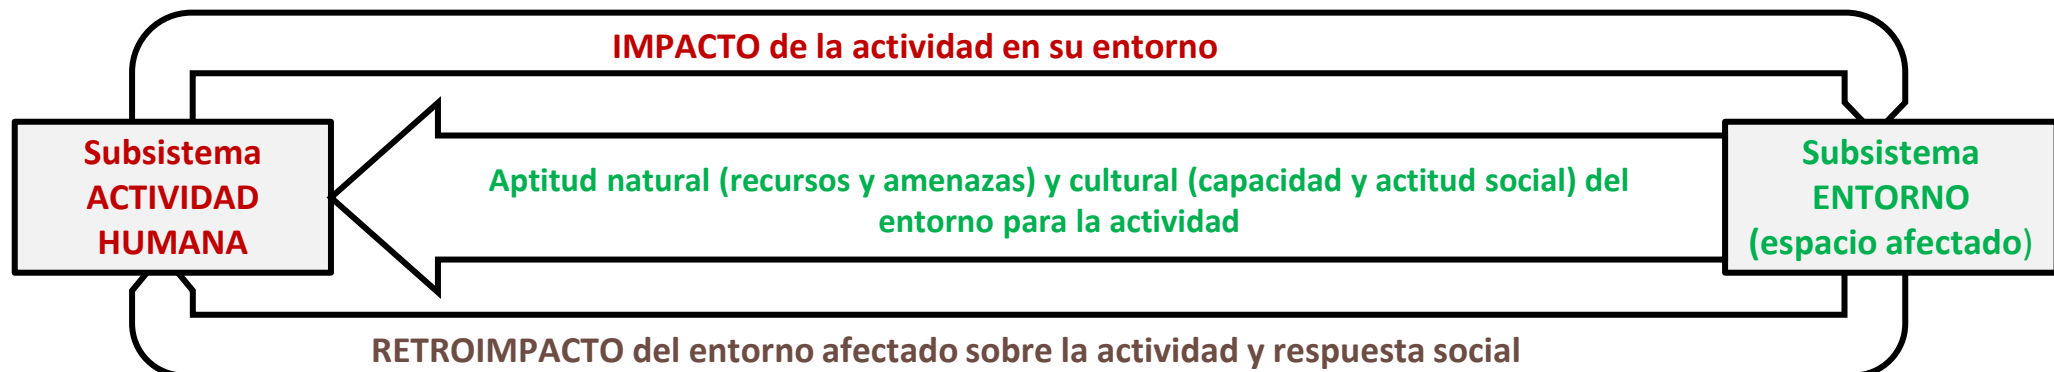 IMPACTO de la actividad en su entorno
Subsistema
ACTIVIDAD
HUMANA
Aptitud natural (recursos y amenazas) y cultural (capacidad y actitud social) del
entorno para la actividad
Subsistema
ENTORNO
(espacio afectado)
RETROIMPACTO del entorno afectado sobre la actividad y respuesta social